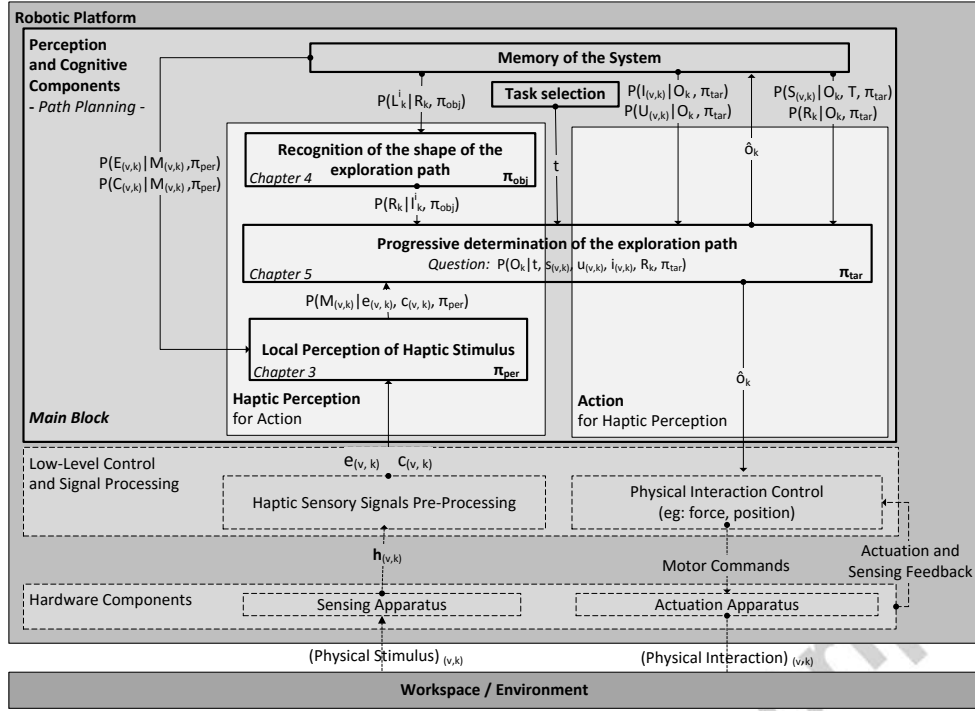 Robotic Platform
Perception
and Cognitive
Components
- Path Planning -
Memory of the System
Task selection
P(L^i_k|R_k, π_obj)
P(I_(v,k)|O_k, π_tar)
P(U_(v,k)|O_k, π_tar)
P(S_(v,k)|O_k, T, π_tar)
P(R_k|O_k, π_tar)
P(E_(v,k)|M_(v,k),π_per)
P(C_(v,k)|M_(v,k),π_per)
Recognition of the shape of the
exploration path
Chapter 4
π_obj
t
ô_k
P(R_k|l^i_k, π_obj)
Progressive determination of the exploration path
Question: P(O_k|t, s_(v,k), u_(v,k), i_(v,k), R_k, π_tar)
Chapter 5
π_tar
P(M_(v,k)|e_(v, k), c_(v, k), π_per)
Local Perception of Haptic Stimulus
Chapter 3
π_per
ô_k
Haptic Perception
for Action
Action
for Haptic Perception
Main Block
Low-Level Control
and Signal Processing
e_(v, k) c_(v, k)
Haptic Sensory Signals Pre-Processing
Physical Interaction Control
(eg: force, position)
h_(v,k)
Motor Commands
Actuation and
Sensing Feedback
Hardware Components
Sensing Apparatus
Actuation Apparatus
(Physical Stimulus) _(v,k)
(Physical Interaction) _(v,k)
Workspace / Environment